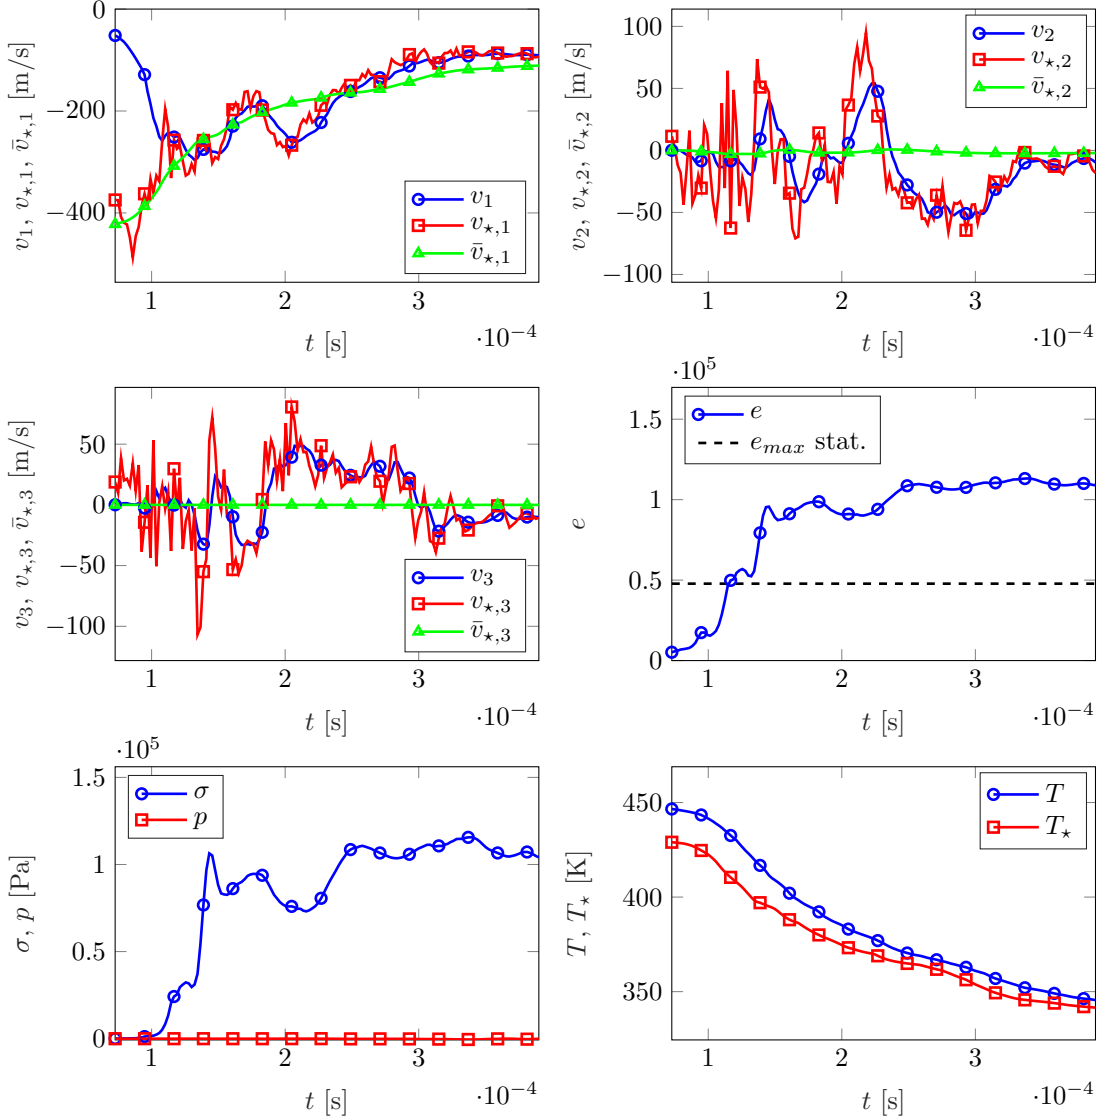 0
−200
−400
v₁, v⋆,₁, v̄⋆,₁ [m/s]
v₁
v⋆,₁
v̄⋆,₁
1 2 3
·10⁻⁴
t [s]
100
50
0
−50
−100
v₂, v⋆,₂, v̄⋆,₂ [m/s]
v₂
v⋆,₂
v̄⋆,₂
1 2 3
·10⁻⁴
t [s]
50
0
−50
−100
v₃, v⋆,₃, v̄⋆,₃ [m/s]
v₃
v⋆,₃
v̄⋆,₃
1 2 3
·10⁻⁴
t [s]
·10⁵
1.5
1
0.5
0
e
e
eₘₐₓ stat.
1 2 3
·10⁻⁴
t [s]
·10⁵
1.5
1
0.5
0
σ, p [Pa]
σ
p
1 2 3
·10⁻⁴
t [s]
450
400
350
T, T⋆ [K]
T
T⋆
1 2 3
·10⁻⁴
t [s]